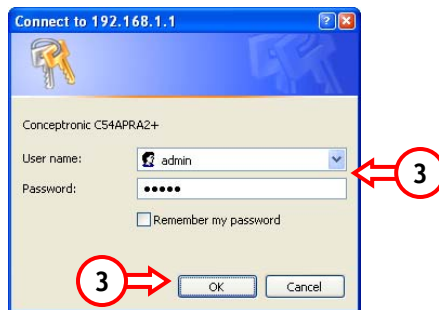 Connect to 192.168.1.1
Conceptronic C54APRA2+
User name:
admin
3
Password:
•••••
Remember my password
3
OK
Cancel